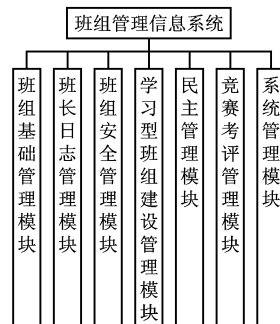 班组管理信息系统
班组基础管理模块
班长日志管理模块
班组安全管理模块
学习型班组建设管理模块
民主管理模块
竞赛考评管理模块
系统管理模块